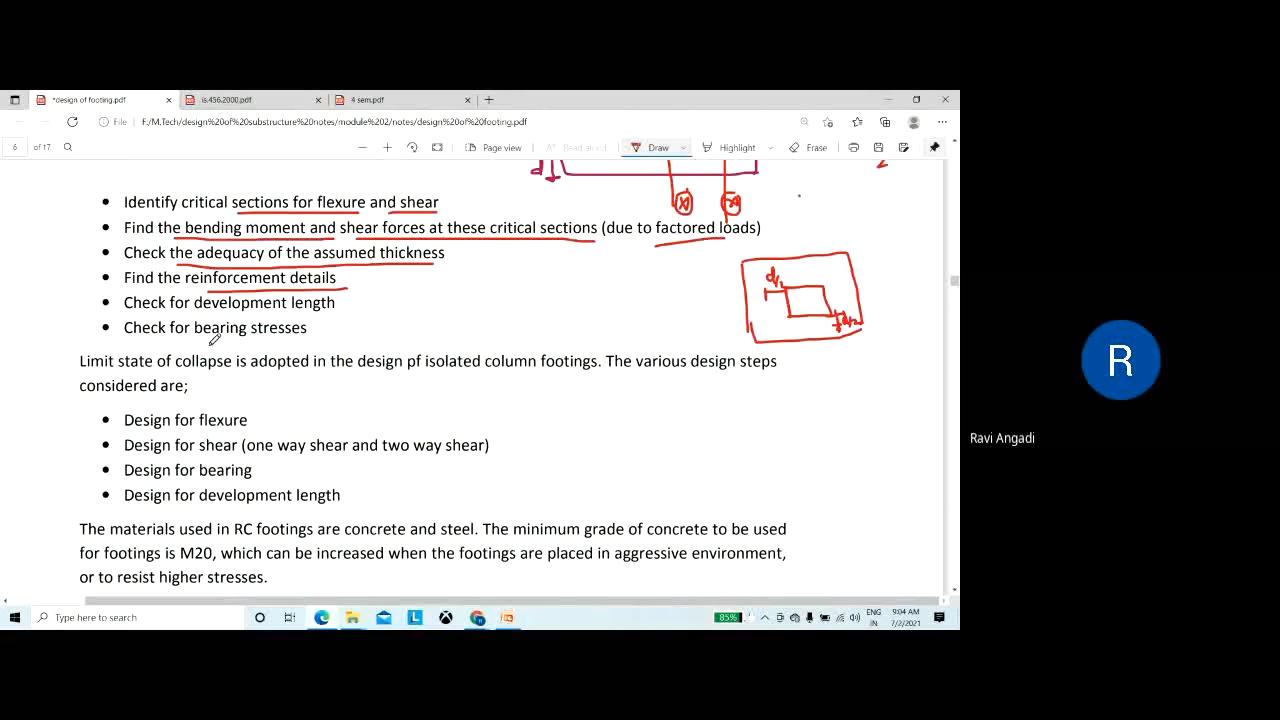 *design of footing.pdf
is.456.2000.pdf
4 sem.pdf
File
F:/M.Tech/design%20of%20substructure%20notes/module%202/notes/design%20of%20footing.pdf
6 of 17
Page view
Read aloud
Draw
Highlight
Erase
d
• Identify critical sections for flexure and shear
• Find the bending moment and shear forces at these critical sections (due to factored loads)
• Check the adequacy of the assumed thickness
• Find the reinforcement details
• Check for development length
• Check for bearing stresses
d/2
d/2
Limit state of collapse is adopted in the design pf isolated column footings. The various design steps
considered are;
• Design for flexure
• Design for shear (one way shear and two way shear)
• Design for bearing
• Design for development length
The materials used in RC footings are concrete and steel. The minimum grade of concrete to be used
for footings is M20, which can be increased when the footings are placed in aggressive environment,
or to resist higher stresses.
R
Ravi Angadi
Type here to search
85%
ENG
IN
9:04 AM
7/2/2021